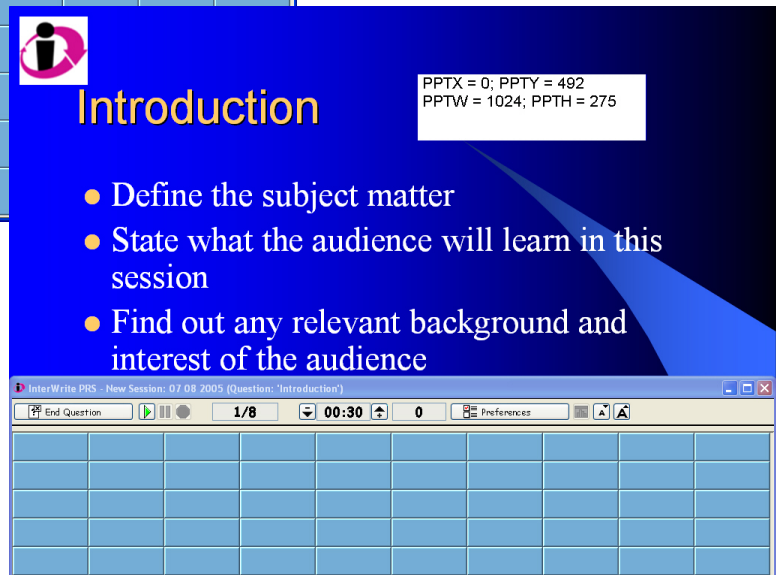 Introduction
PPTX = 0; PPTY = 492
PPTW = 1024; PPTH = 275
Define the subject matter
State what the audience will learn in this
session
Find out any relevant background and
interest of the audience
InterWrite PRS - New Session: 07 08 2005 (Question: 'Introduction')
End Question 1/8 00:30 0 Preferences A A